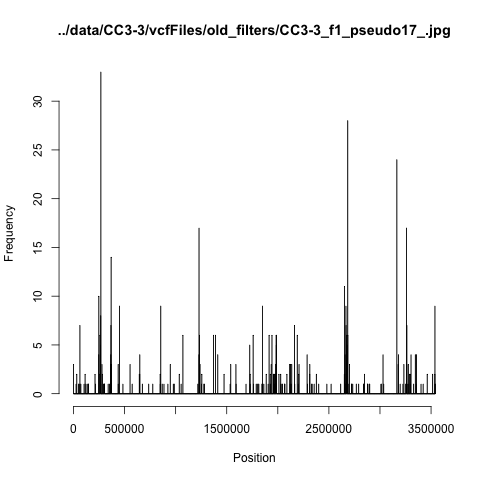 ../data/CC3-3/vcfFiles/old_filters/CC3-3_f1_pseudo17_.jpg
Frequency
30
25
20
15
10
5
0
0 500000 1500000 2500000 3500000
Position